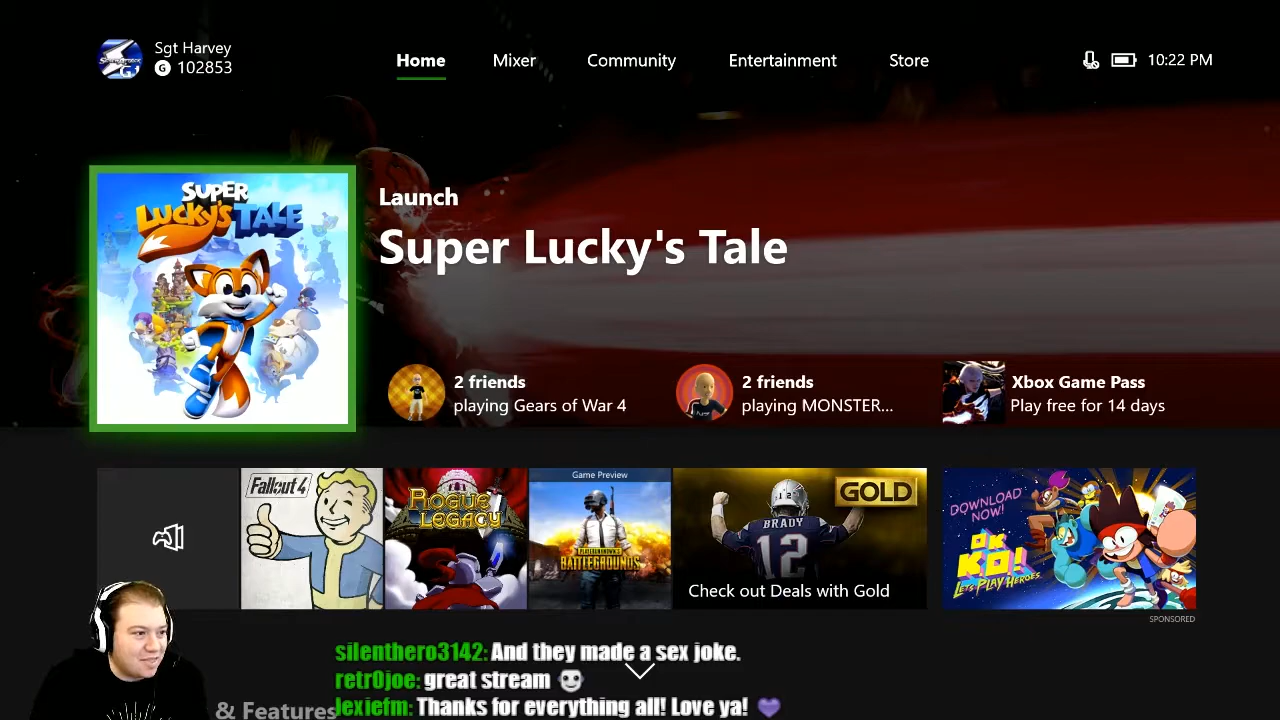 Sgt Harvey
G 102853
Home
Mixer
Community
Entertainment
Store
10:22 PM
SUPER
LUCKY'S TALE
Launch
Super Lucky's Tale
2 friends
playing Gears of War 4
2 friends
playing MONSTER...
Xbox Game Pass
Play free for 14 days
Fallout 4
ROGUE
LEGACY
Game Preview
PLAYERUNKNOWN'S
BATTLEGROUNDS
BRADY
12
GOLD
Check out Deals with Gold
DOWNLOAD
NOW!
OK
K.O.!
LET'S PLAY HEROES
SPONSORED
silenthero3142: And they made a sex joke.
retr0joe: great stream
lexiefm: Thanks for everything all! Love ya!
& Features